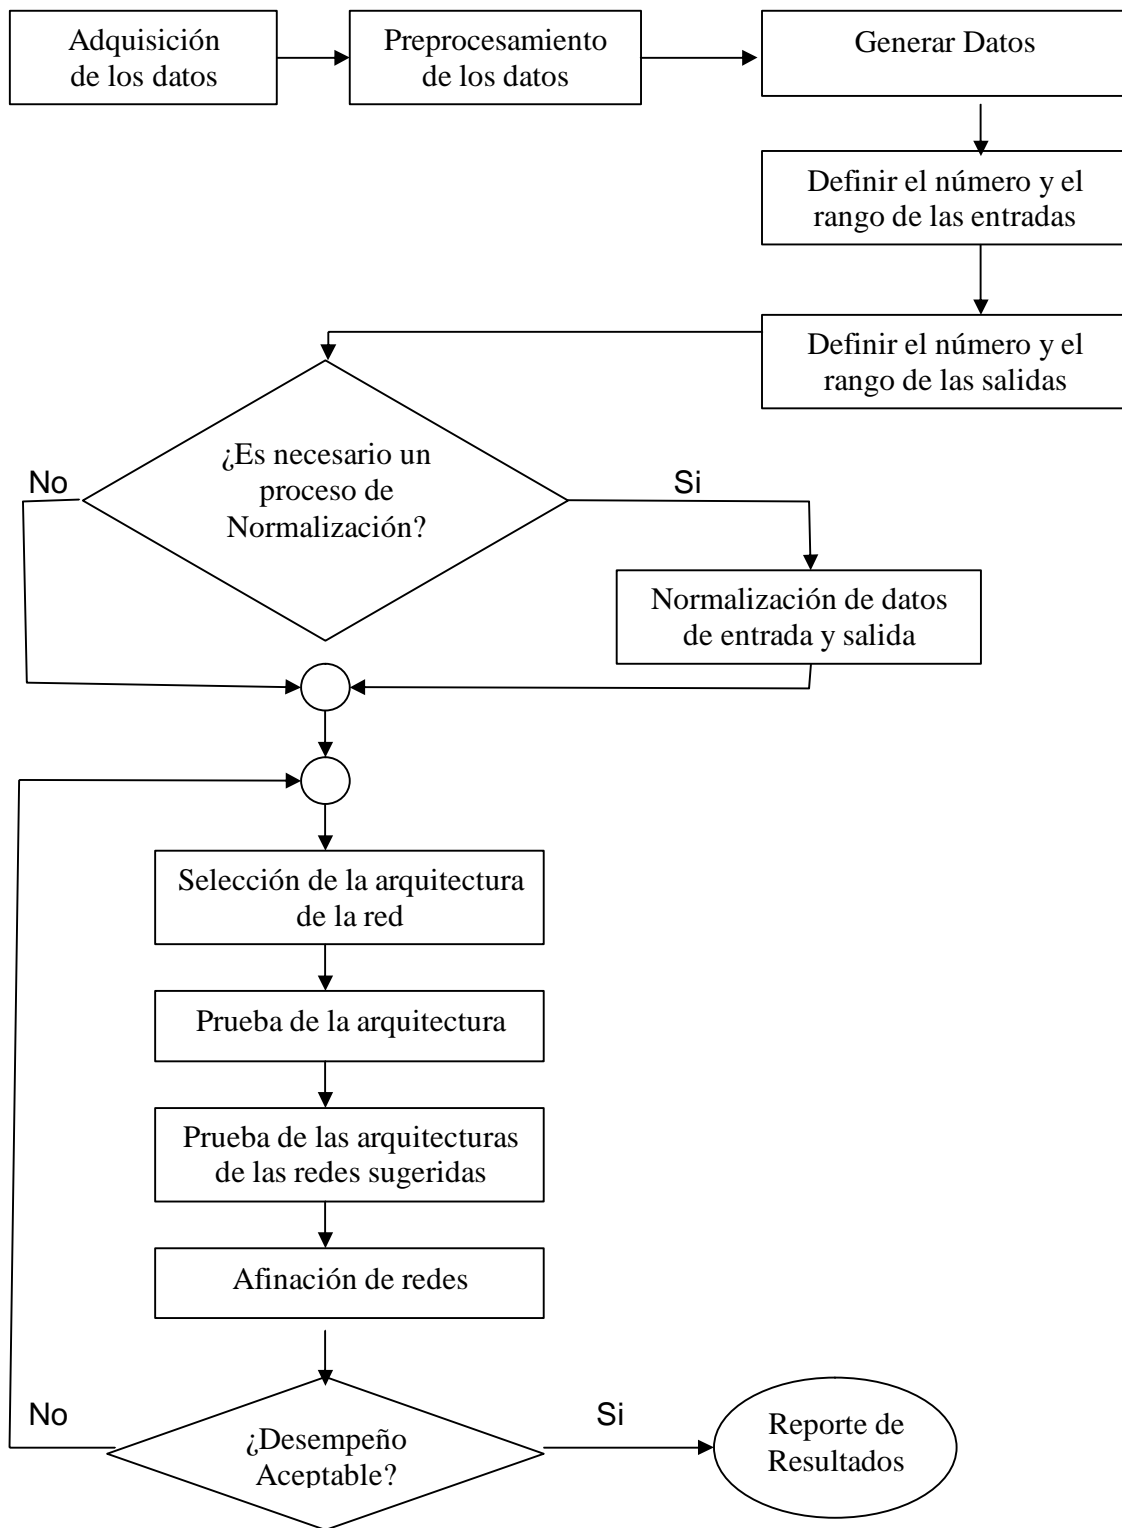 Adquisición
de los datos
Preprocesamiento
de los datos
Generar Datos
Definir el número y el
rango de las entradas
Definir el número y el
rango de las salidas
¿Es necesario un
proceso de
Normalización?
No
Si
Normalización de datos
de entrada y salida
Selección de la arquitectura
de la red
Prueba de la arquitectura
Prueba de las arquitecturas
de las redes sugeridas
Afinación de redes
¿Desempeño
Aceptable?
No
Si
Reporte de
Resultados